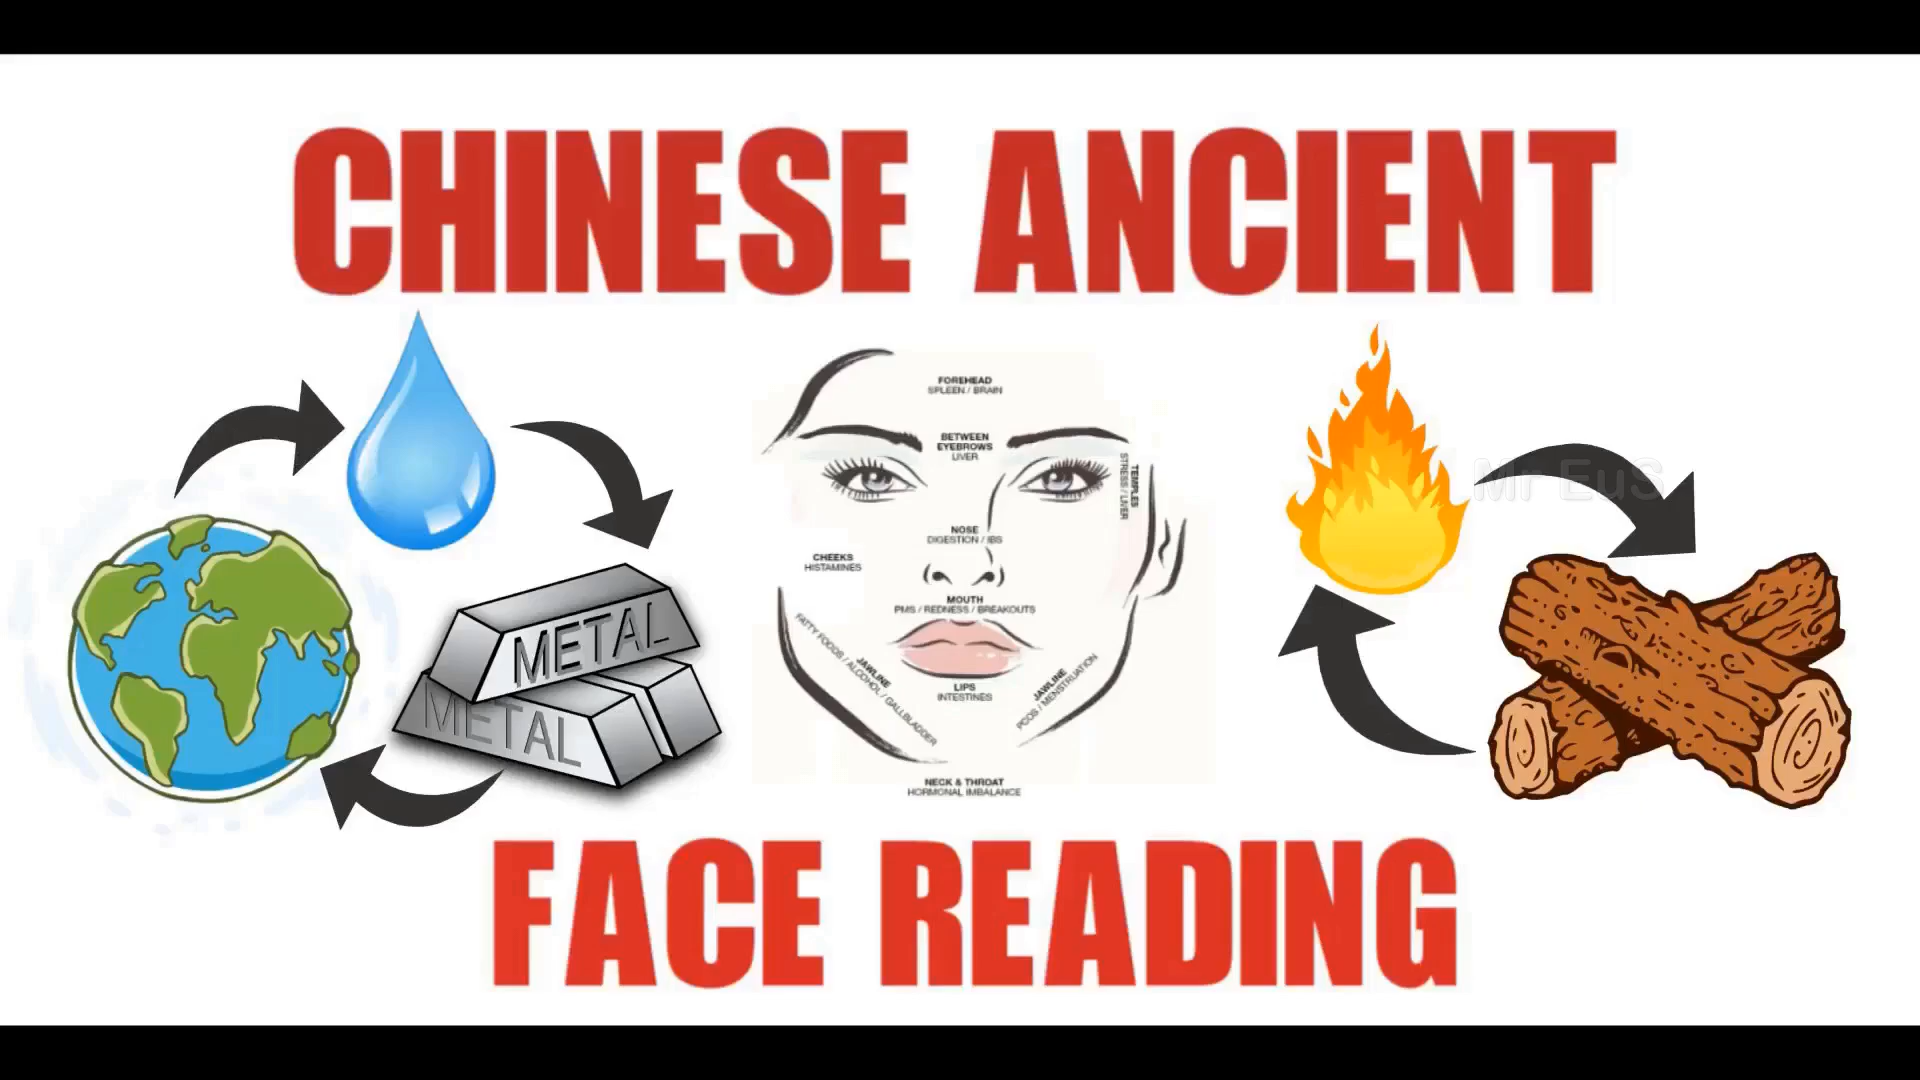 CHINESE ANCIENT
FOREHEAD
SPLEEN / BRAIN
BETWEEN
EYEBROWS
LIVER
TEMPLES
STRESS / LIVER
Mr EuS
NOSE
DIGESTION / IBS
CHEEKS
HISTAMINES
MOUTH
PMS / REDNESS / BREAKOUTS
METAL
METAL
JAWLINE
FATTY FOODS / ALCOHOL / GALLBLADDER
LIPS
INTESTINES
JAWLINE
PCOS / MENSTRUATION
NECK & THROAT
HORMONAL IMBALANCE
FACE READING